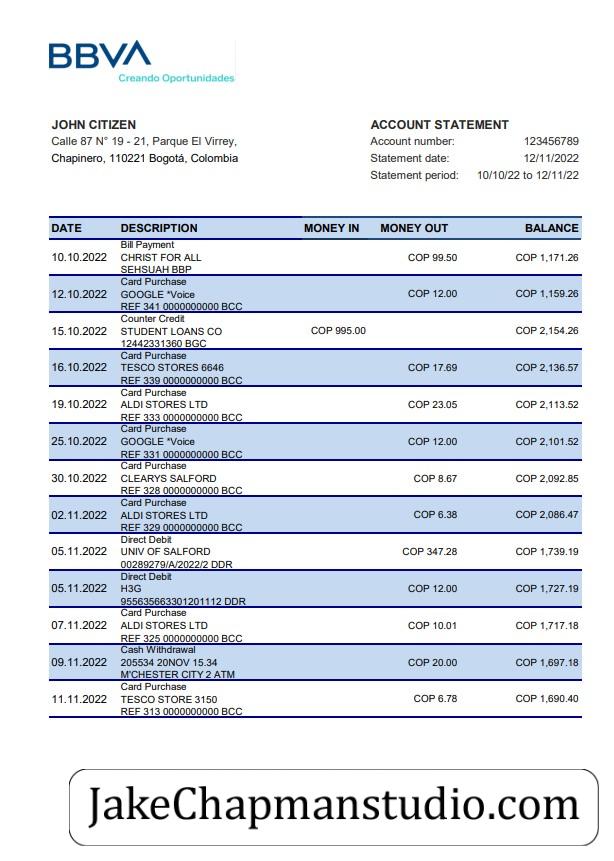 BBVA
Creando Oportunidades
JOHN CITIZEN
Calle 87 N° 19 - 21, Parque El Virrey,
Chapinero, 110221 Bogotá, Colombia
ACCOUNT STATEMENT
Account number: 123456789
Statement date: 12/11/2022
Statement period: 10/10/22 to 12/11/22
DATE DESCRIPTION MONEY IN MONEY OUT BALANCE
Bill Payment
10.10.2022 CHRIST FOR ALL COP 99.50 COP 1,171.26
SEHSUAH BBP
Card Purchase
12.10.2022 GOOGLE *Voice COP 12.00 COP 1,159.26
REF 341 0000000000 BCC
Counter Credit
15.10.2022 STUDENT LOANS CO COP 995.00 COP 2,154.26
12442331360 BGC
Card Purchase
16.10.2022 TESCO STORES 6646 COP 17.69 COP 2,136.57
REF 339 0000000000 BCC
Card Purchase
19.10.2022 ALDI STORES LTD COP 23.05 COP 2,113.52
REF 333 0000000000 BCC
Card Purchase
25.10.2022 GOOGLE *Voice COP 12.00 COP 2,101.52
REF 331 0000000000 BCC
Card Purchase
30.10.2022 CLEARYS SALFORD COP 8.67 COP 2,092.85
REF 328 0000000000 BCC
Card Purchase
02.11.2022 ALDI STORES LTD COP 6.38 COP 2,086.47
REF 329 0000000000 BCC
Direct Debit
05.11.2022 UNIV OF SALFORD COP 347.28 COP 1,739.19
00289279/A/2022/2 DDR
Direct Debit
05.11.2022 H3G COP 12.00 COP 1,727.19
955635663301201112 DDR
Card Purchase
07.11.2022 ALDI STORES LTD COP 10.01 COP 1,717.18
REF 325 0000000000 BCC
Cash Withdrawal
09.11.2022 205534 20NOV 15.34 COP 20.00 COP 1,697.18
M'CHESTER CITY 2 ATM
Card Purchase
11.11.2022 TESCO STORE 3150 COP 6.78 COP 1,690.40
REF 313 0000000000 BCC
JakeChapmanstudio.com